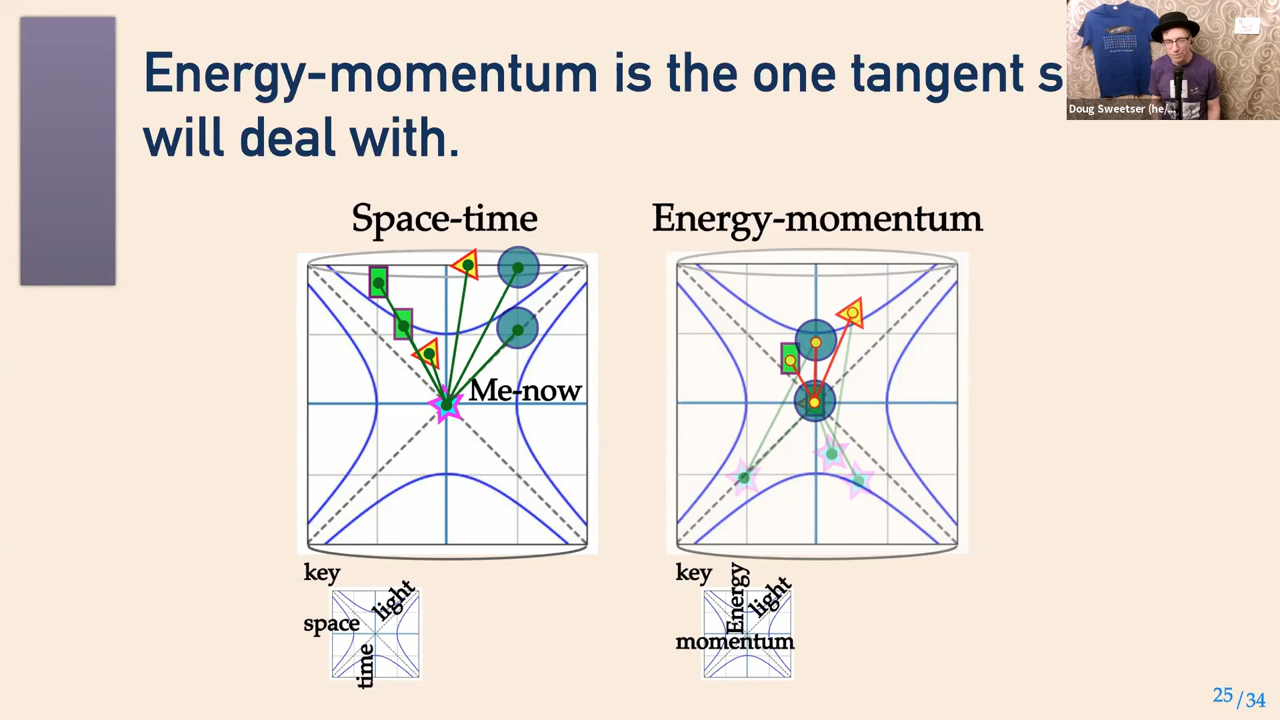 Energy-momentum is the one tangent s
will deal with.
Doug Sweetser (he/...
Space-time
Energy-momentum
Me-now
key
space
light
time
key
Energy
light
momentum
25/34